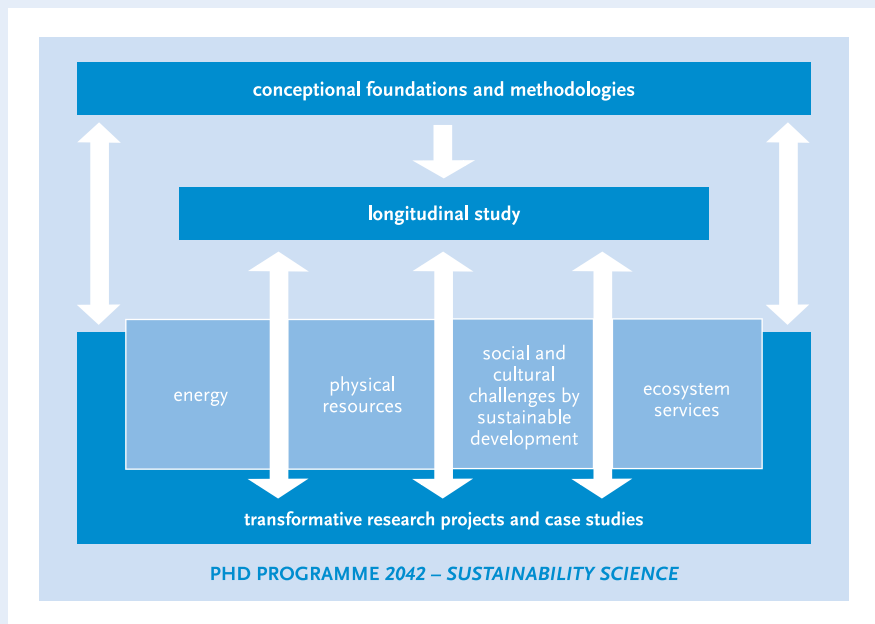 conceptional foundations and methodologies
longitudinal study
energy
physical
resources
social and
cultural
challenges by
sustainable
development
ecosystem
services
transformative research projects and case studies
PHD PROGRAMME 2042 – SUSTAINABILITY SCIENCE